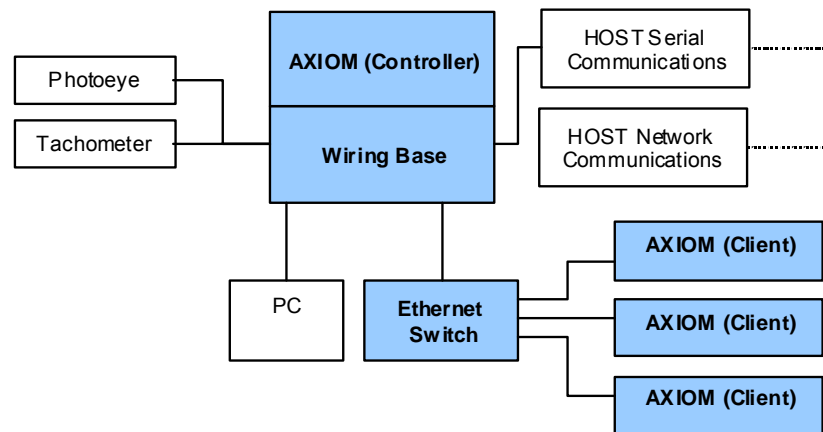 AXIOM (Controller)
HOST Serial
Communications
Photoeye
Tachometer
Wiring Base
HOST Network
Communications
AXIOM (Client)
PC
Ethernet
Switch
AXIOM (Client)
AXIOM (Client)